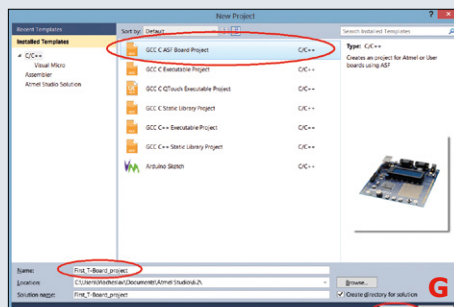 New Project
? ×
Recent Templates
Sort by: Default
Search Installed Templates
Installed Templates
C/C++
Visual Micro
Assembler
Atmel Studio Solution
GCC C ASF Board Project C/C++
GCC C Executable Project C/C++
GCC C QTouch Executable Project C/C++
GCC C Static Library Project C/C++
GCC C++ Executable Project C/C++
GCC C++ Static Library Project C/C++
Arduino Sketch C/C++
Type: C/C++
Creates an project for Atmel or User
boards using ASF
Name: First_T-Board_project
Location:
Browse...
Solution name: First_T-Board_project
Create directory for solution
G